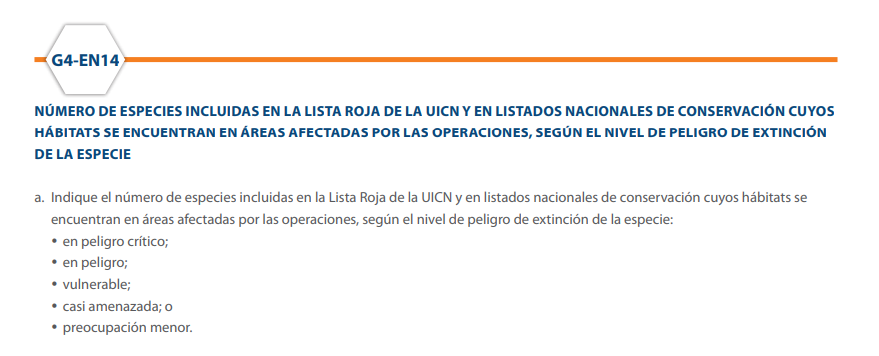 G4-EN14
NÚMERO DE ESPECIES INCLUIDAS EN LA LISTA ROJA DE LA UICN Y EN LISTADOS NACIONALES DE CONSERVACIÓN CUYOS
HÁBITATS SE ENCUENTRAN EN ÁREAS AFECTADAS POR LAS OPERACIONES, SEGÚN EL NIVEL DE PELIGRO DE EXTINCIÓN
DE LA ESPECIE
a. Indique el número de especies incluidas en la Lista Roja de la UICN y en listados nacionales de conservación cuyos hábitats se
encuentran en áreas afectadas por las operaciones, según el nivel de peligro de extinción de la especie:
• en peligro crítico;
• en peligro;
• vulnerable;
• casi amenazada; o
• preocupación menor.